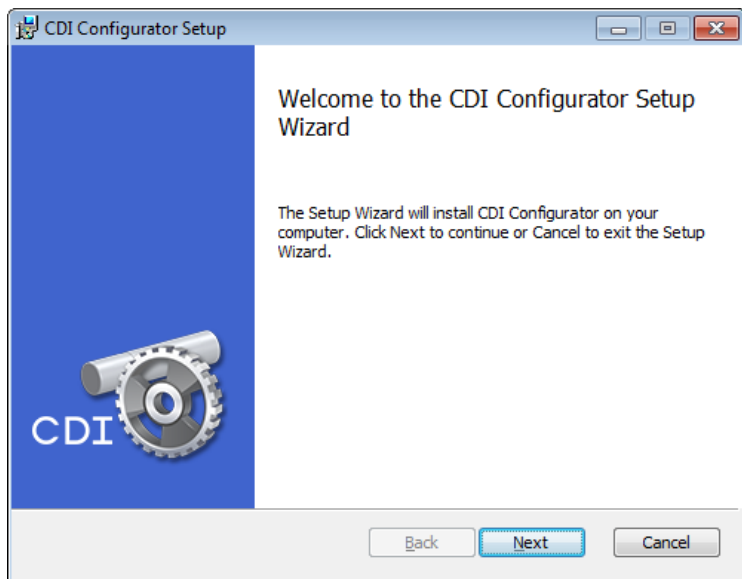 CDI Configurator Setup
Welcome to the CDI Configurator Setup
Wizard
The Setup Wizard will install CDI Configurator on your
computer. Click Next to continue or Cancel to exit the Setup
Wizard.
CDI
Back
Next
Cancel